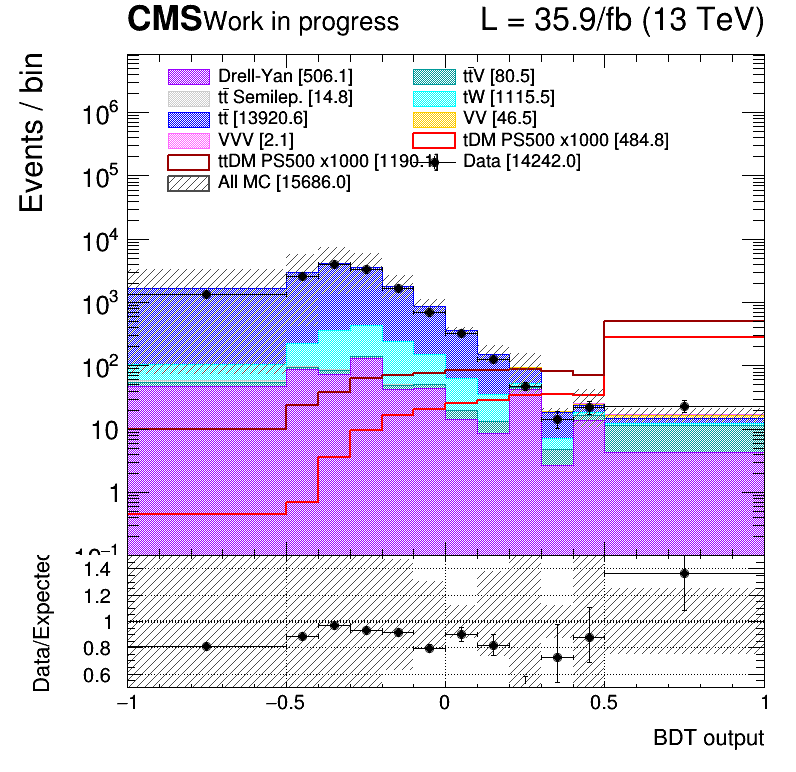 CMS Work in progress L = 35.9/fb (13 TeV)
Events / bin
Drell-Yan [506.1] tt̄V [80.5]
tt̄ Semilep. [14.8] tW [1115.5]
tt̄ [13920.6] VV [46.5]
VVV [2.1] tDM PS500 x1000 [484.8]
ttDM PS500 x1000 [1190.1] Data [14242.0]
All MC [15686.0]
10⁶
10⁵
10⁴
10³
10²
10
1
10⁻¹
Data/Expected
1.4
1.2
1
0.8
0.6
−1 −0.5 0 0.5 1
BDT output